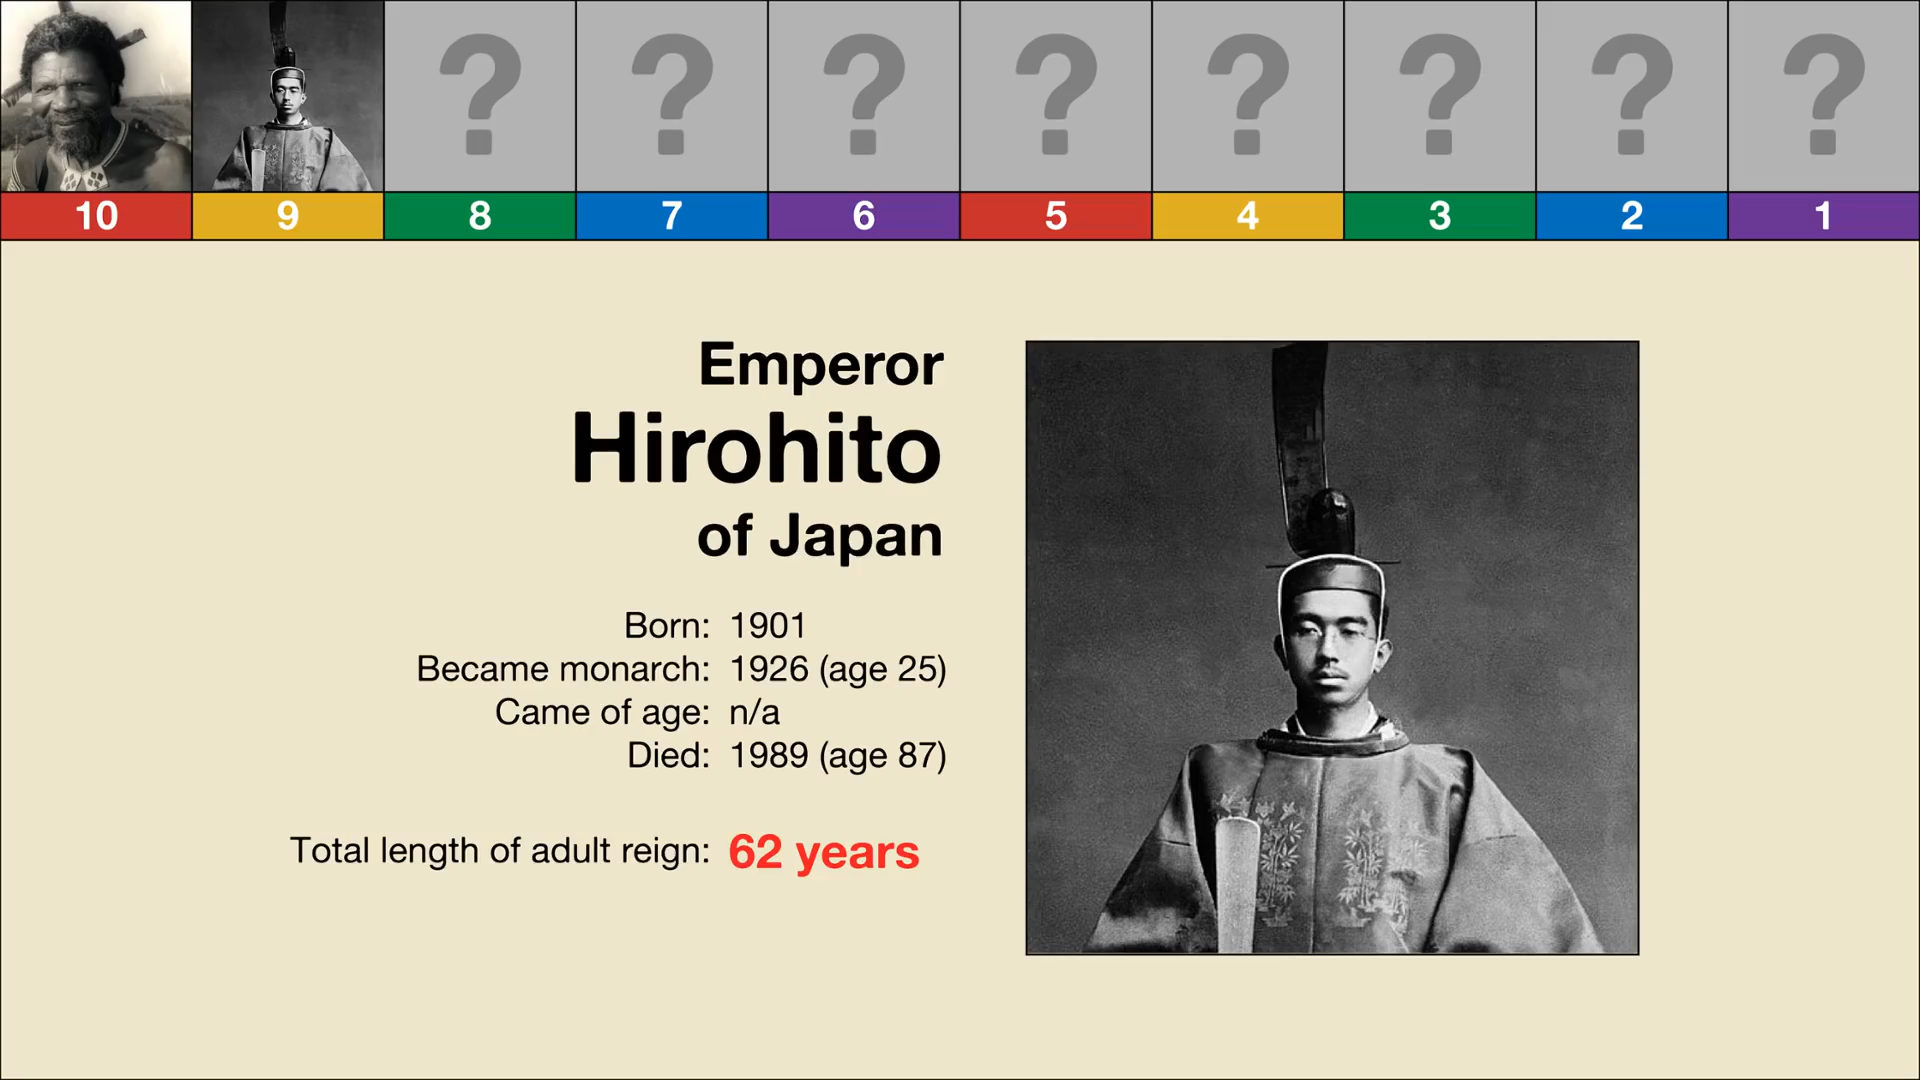 ? ? ? ? ? ? ? ?
10 9 8 7 6 5 4 3 2 1
Emperor
Hirohito
of Japan
Born: 1901
Became monarch: 1926 (age 25)
Came of age: n/a
Died: 1989 (age 87)
Total length of adult reign: 62 years